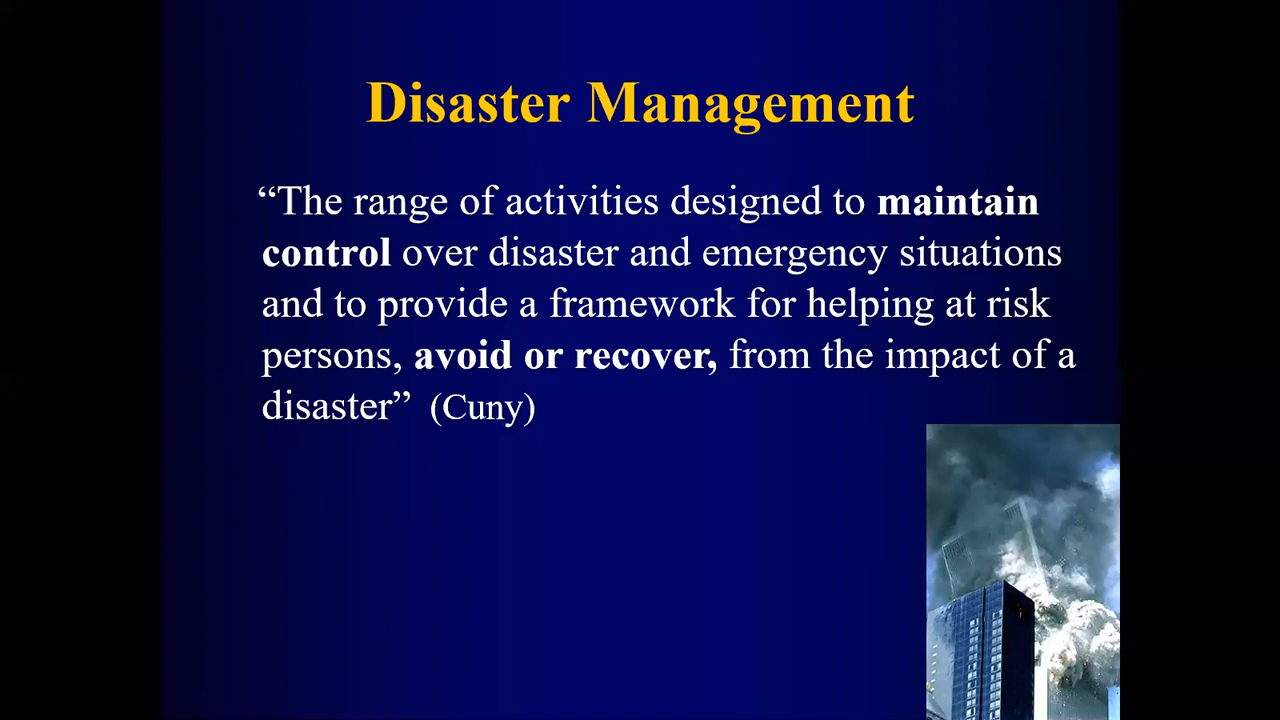 Disaster Management
“The range of activities designed to maintain
control over disaster and emergency situations
and to provide a framework for helping at risk
persons, avoid or recover, from the impact of a
disaster” (Cuny)